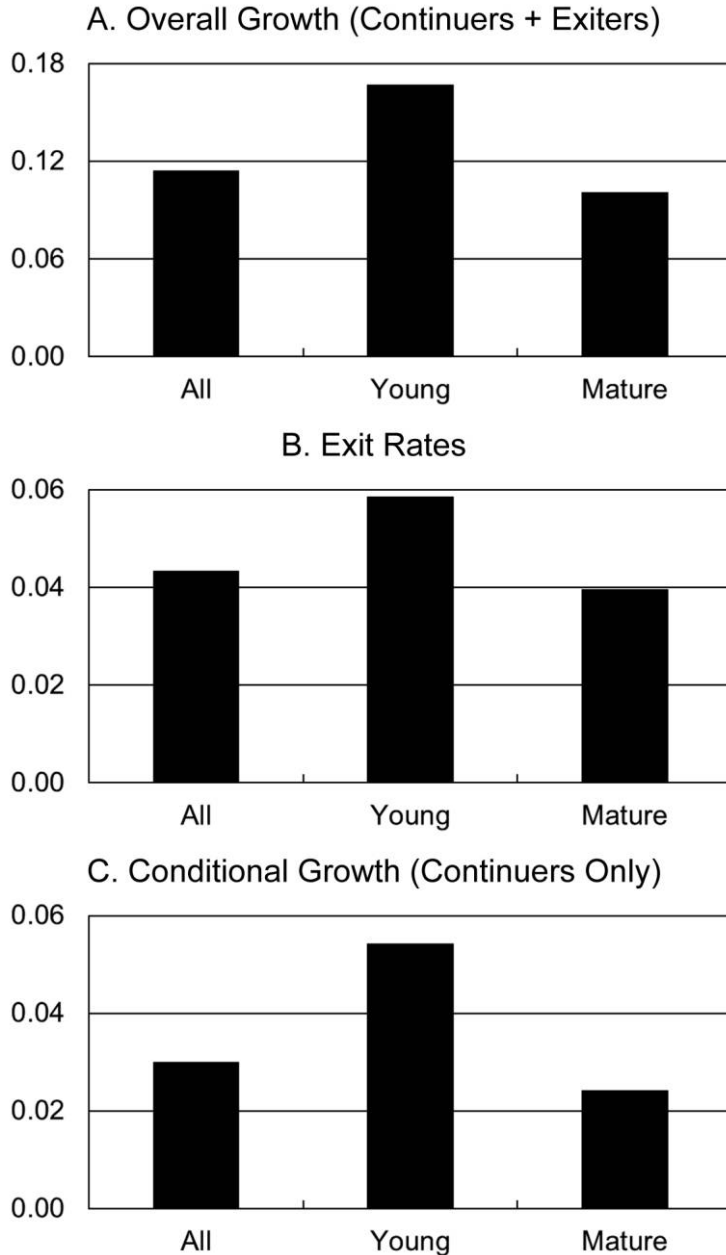 A. Overall Growth (Continuers + Exiters)
0.18
0.12
0.06
0.00
All Young Mature
B. Exit Rates
0.06
0.04
0.02
0.00
All Young Mature
C. Conditional Growth (Continuers Only)
0.06
0.04
0.02
0.00
All Young Mature